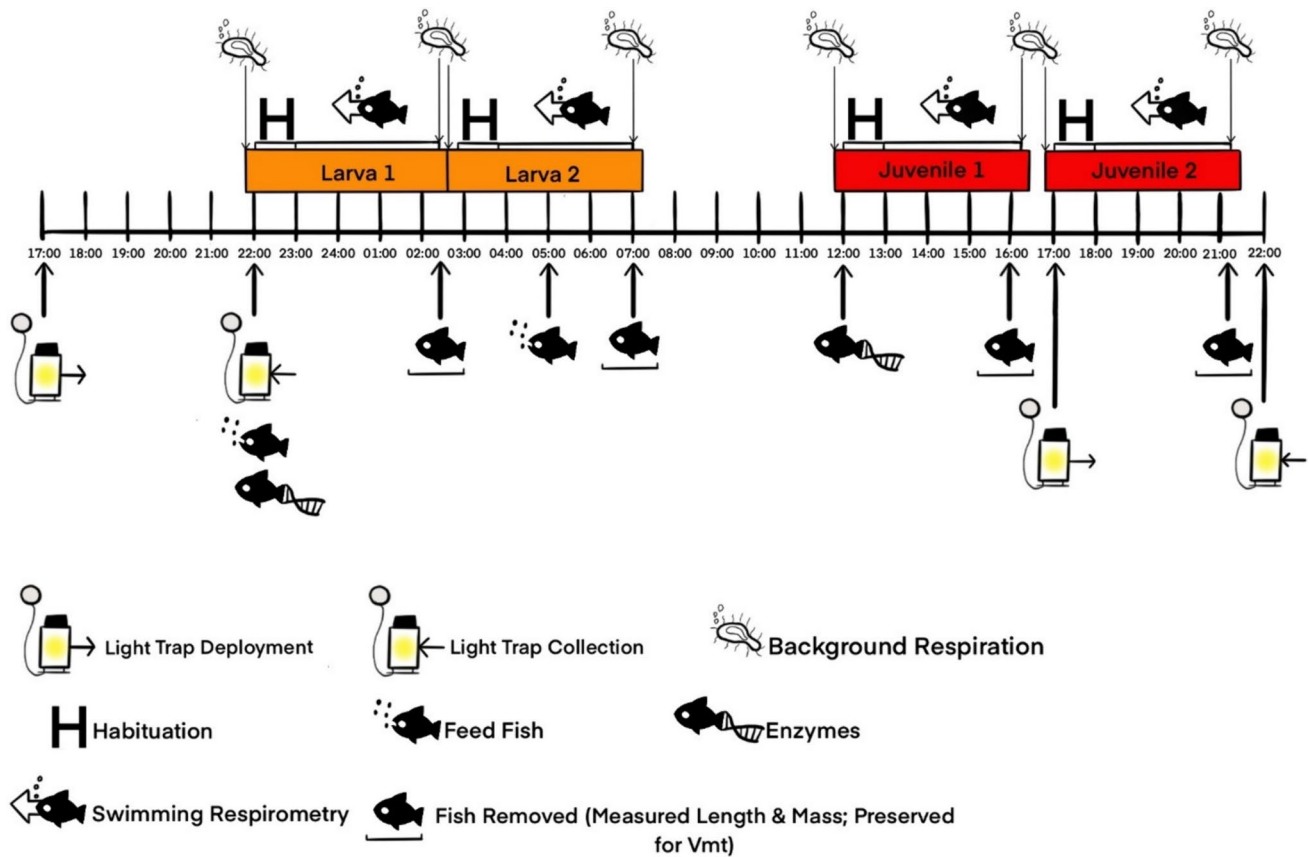 H H H H
Larva 1 Larva 2 Juvenile 1 Juvenile 2
17:00 18:00 19:00 20:00 21:00 22:00 23:00 24:00 01:00 02:00 03:00 04:00 05:00 06:00 07:00 08:00 09:00 10:00 11:00 12:00 13:00 14:00 15:00 16:00 17:00 18:00 19:00 20:00 21:00 22:00
Light Trap Deployment Light Trap Collection Background Respiration
H Habituation Feed Fish Enzymes
Swimming Respirometry Fish Removed (Measured Length & Mass; Preserved
for Vmt)